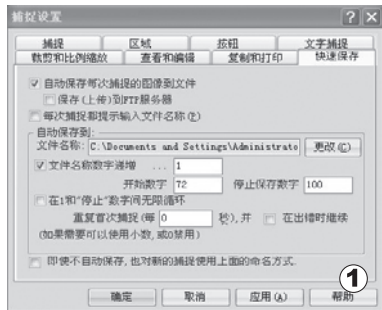 捕捉设置
捕捉 区域 按钮 文字捕捉
裁剪和比例缩放 查看和编辑 复制和打印 快速保存
自动保存每次捕捉的图像到文件
保存(上传)到FTP服务器
每次捕捉都提示输入文件名称(P)
自动保存到:
文件名称: C:\Documents and Settings\Administrato 更改(C)
文件名称数字递增 ... 1
开始数字 72 停止保存数字 100
在1和"停止"数字间无限循环
重复首次捕捉(每 0 秒),并 在出错时继续
(如果需要可以使用小数, 或0禁用)
即使不自动保存, 也对新的捕捉使用上面的命名方式.
1
确定 取消 应用(A) 帮助